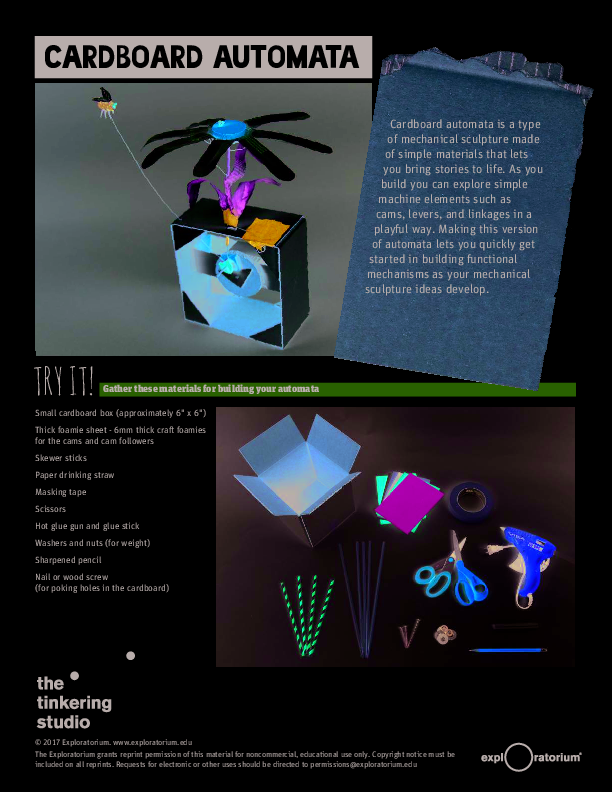 CARDBOARD AUTOMATA
Cardboard automata is a type
of mechanical sculpture made
of simple materials that lets
you bring stories to life. As you
build you can explore simple
machine elements such as
cams, levers, and linkages in a
playful way. Making this version
of automata lets you quickly get
started in building functional
mechanisms as your mechanical
sculpture ideas develop.
TRY IT!
Gather these materials for building your automata
Small cardboard box (approximately 6" x 6")
Thick foamie sheet - 6mm thick craft foamies
for the cams and cam followers
Skewer sticks
Paper drinking straw
Masking tape
Scissors
Hot glue gun and glue stick
Washers and nuts (for weight)
Sharpened pencil
Nail or wood screw
(for poking holes in the cardboard)
the
tinkering
studio
© 2017 Exploratorium. www.exploratorium.edu
The Exploratorium grants reprint permission of this material for noncommercial, educational use only. Copyright notice must be
included on all reprints. Requests for electronic or other uses should be directed to permissions@exploratorium.edu
exploratorium®